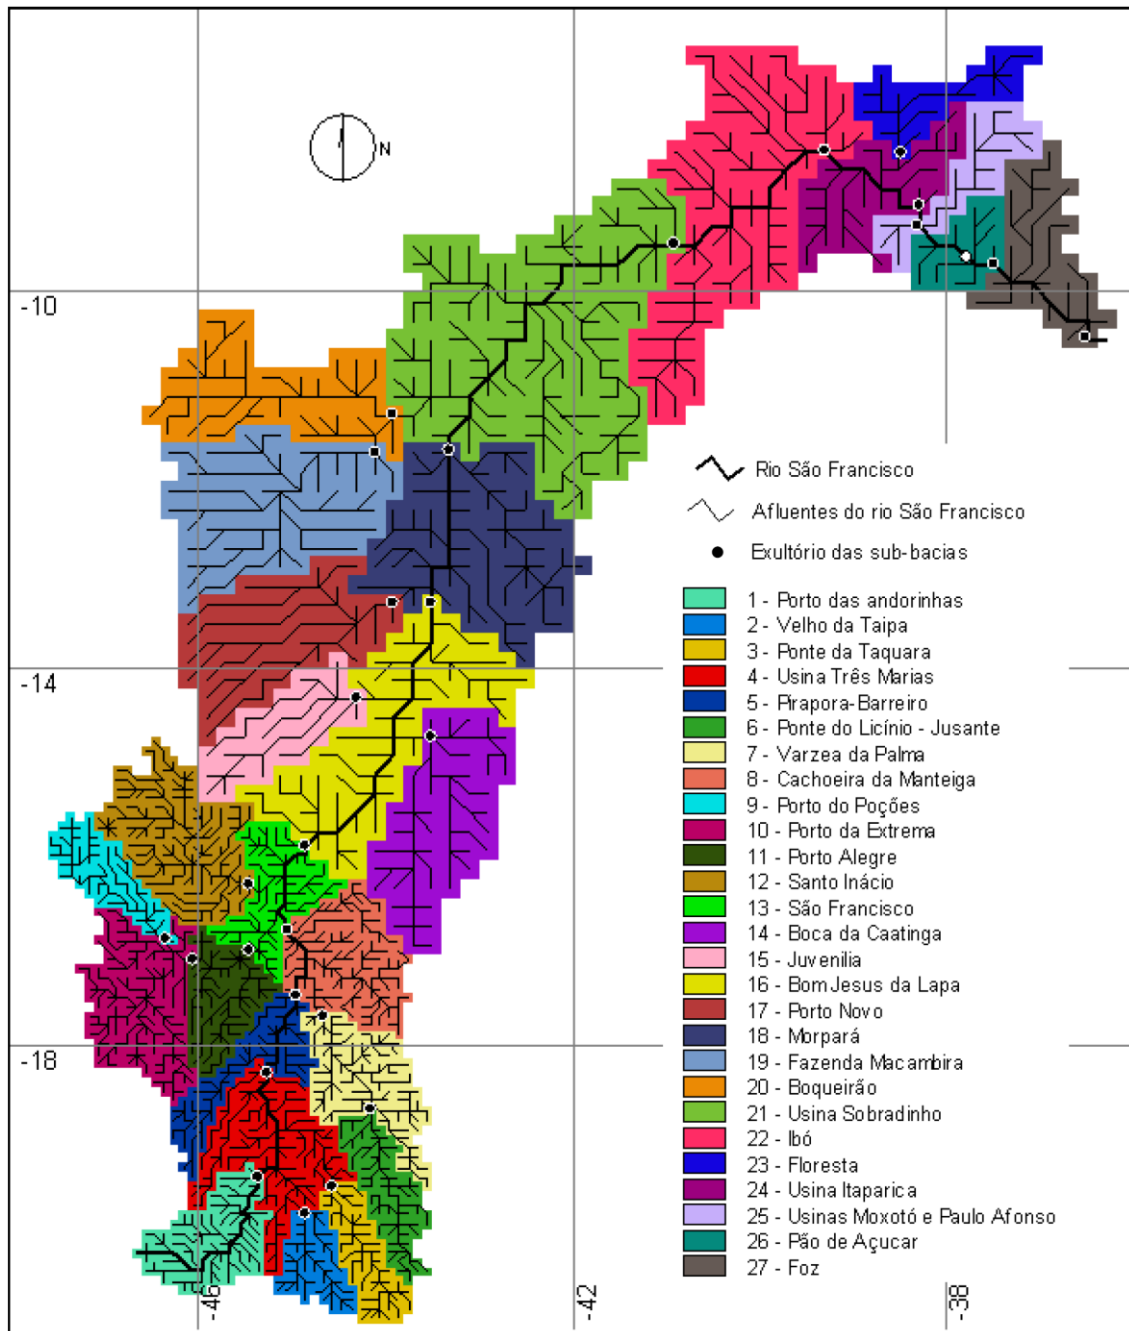 N
-10
-14
-18
-46
-42
-38
Rio São Francisco
Afluentes do rio São Francisco
Exultório das sub-bacias
1 - Porto das andorinhas
2 - Velho da Taipa
3 - Ponte da Taquara
4 - Usina Três Marias
5 - Pirapora-Barreiro
6 - Ponte do Licínio - Jusante
7 - Varzea da Palma
8 - Cachoeira da Manteiga
9 - Porto do Poções
10 - Porto da Extrema
11 - Porto Alegre
12 - Santo Inácio
13 - São Francisco
14 - Boca da Caatinga
15 - Juvenilia
16 - Bom Jesus da Lapa
17 - Porto Novo
18 - Morpará
19 - Fazenda Macambira
20 - Boqueirão
21 - Usina Sobradinho
22 - Ibó
23 - Floresta
24 - Usina Itaparica
25 - Usinas Moxotó e Paulo Afonso
26 - Pão de Açucar
27 - Foz